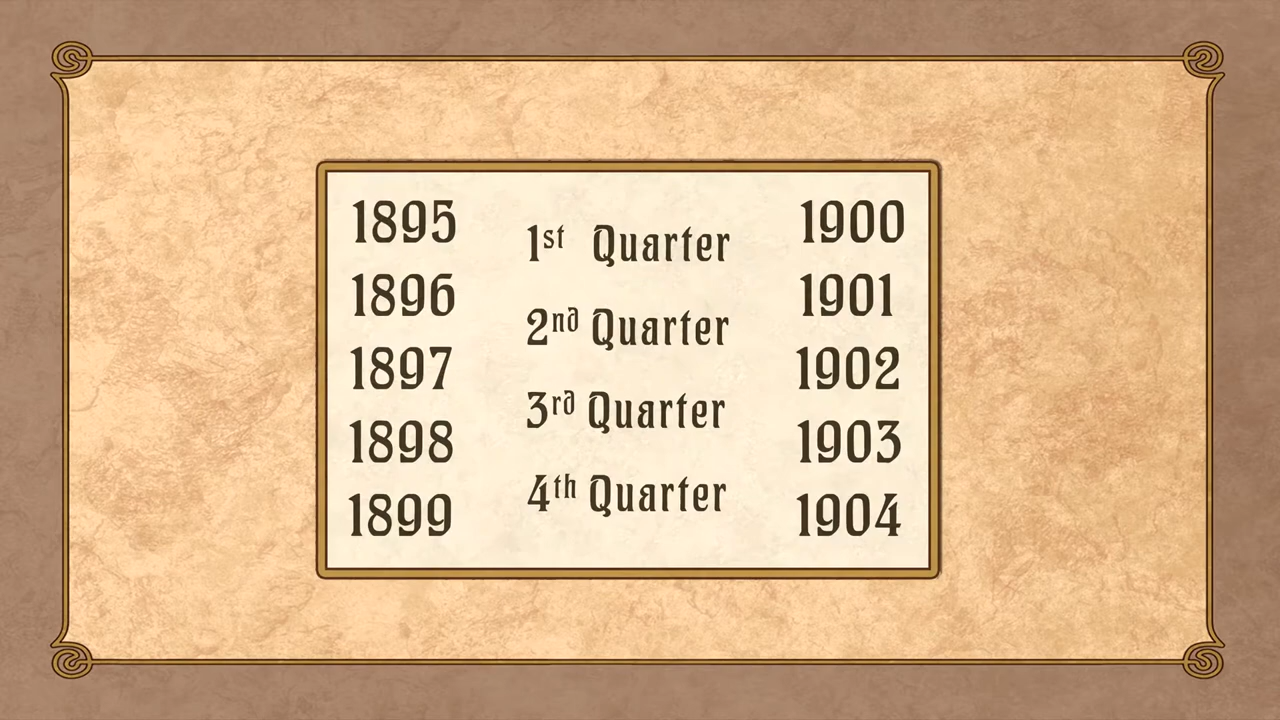 1895
1896
1897
1898
1899
1st Quarter
2nd Quarter
3rd Quarter
4th Quarter
1900
1901
1902
1903
1904